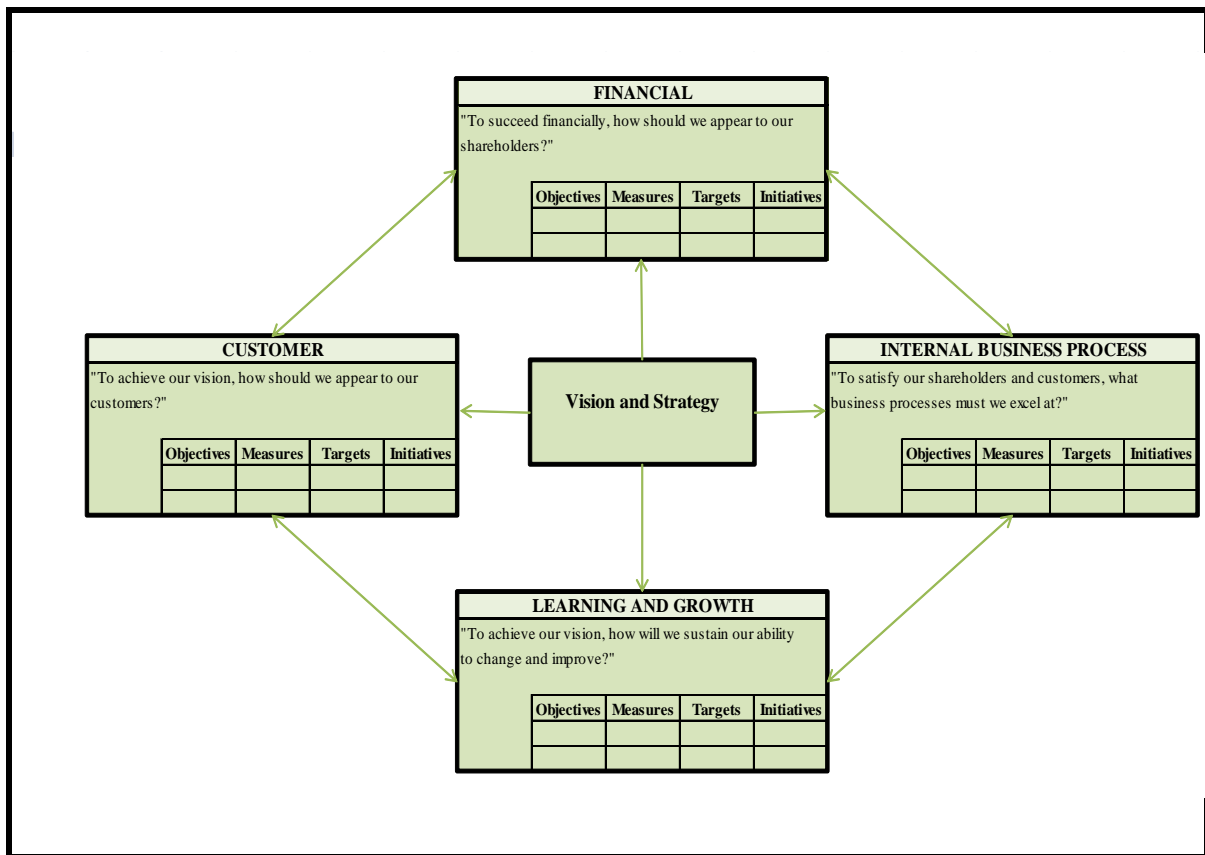 FINANCIAL
"To succeed financially, how should we appear to our
shareholders?"
Objectives Measures Targets Initiatives
CUSTOMER
"To achieve our vision, how should we appear to our
customers?"
Objectives Measures Targets Initiatives
Vision and Strategy
INTERNAL BUSINESS PROCESS
"To satisfy our shareholders and customers, what
business processes must we excel at?"
Objectives Measures Targets Initiatives
LEARNING AND GROWTH
"To achieve our vision, how will we sustain our ability
to change and improve?"
Objectives Measures Targets Initiatives